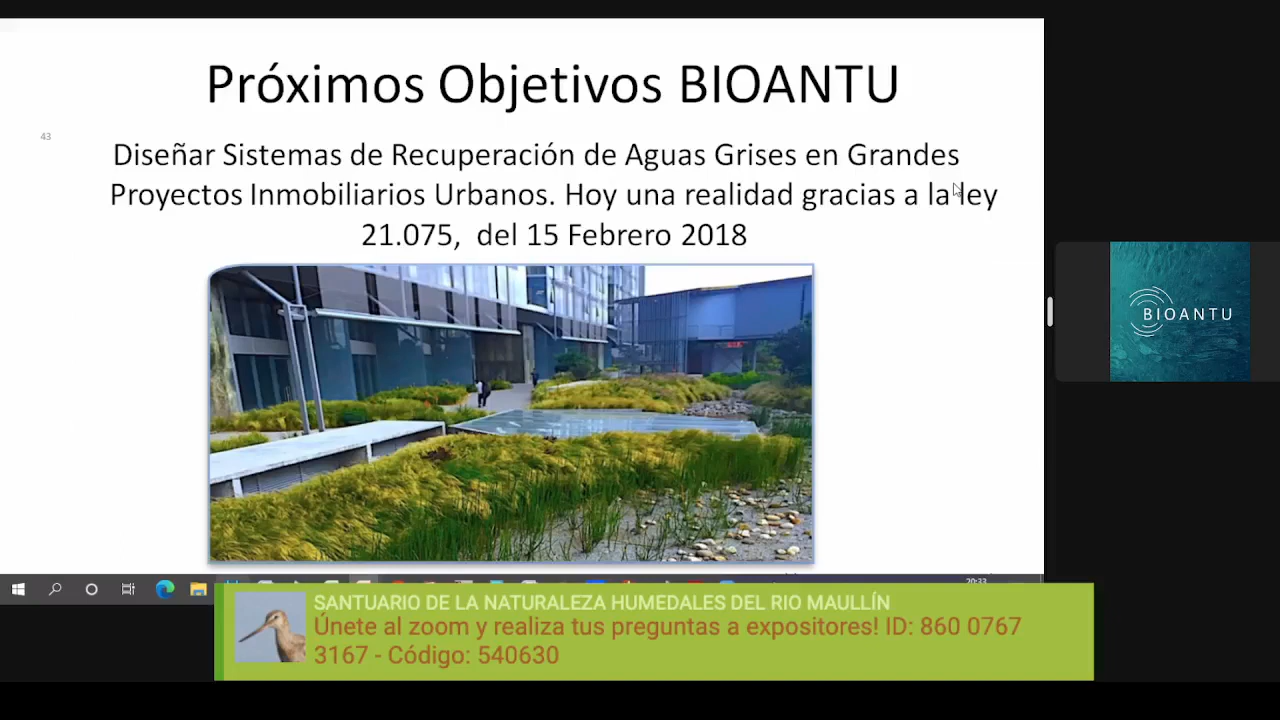 Próximos Objetivos BIOANTU
43
Diseñar Sistemas de Recuperación de Aguas Grises en Grandes
Proyectos Inmobiliarios Urbanos. Hoy una realidad gracias a la ley
21.075, del 15 Febrero 2018
BIOANTU
20:33
SANTUARIO DE LA NATURALEZA HUMEDALES DEL RIO MAULLÍN
Únete al zoom y realiza tus preguntas a expositores! ID: 860 0767
3167 - Código: 540630